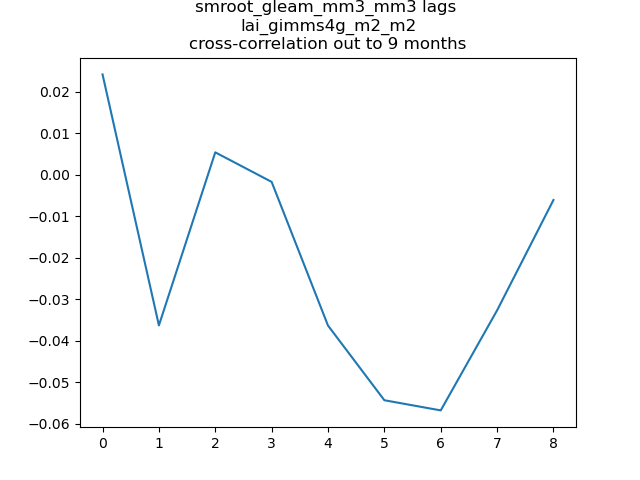 smroot_gleam_mm3_mm3 lags
lai_gimms4g_m2_m2
cross-correlation out to 9 months
0.02
0.01
0.00
−0.01
−0.02
−0.03
−0.04
−0.05
−0.06
0 1 2 3 4 5 6 7 8